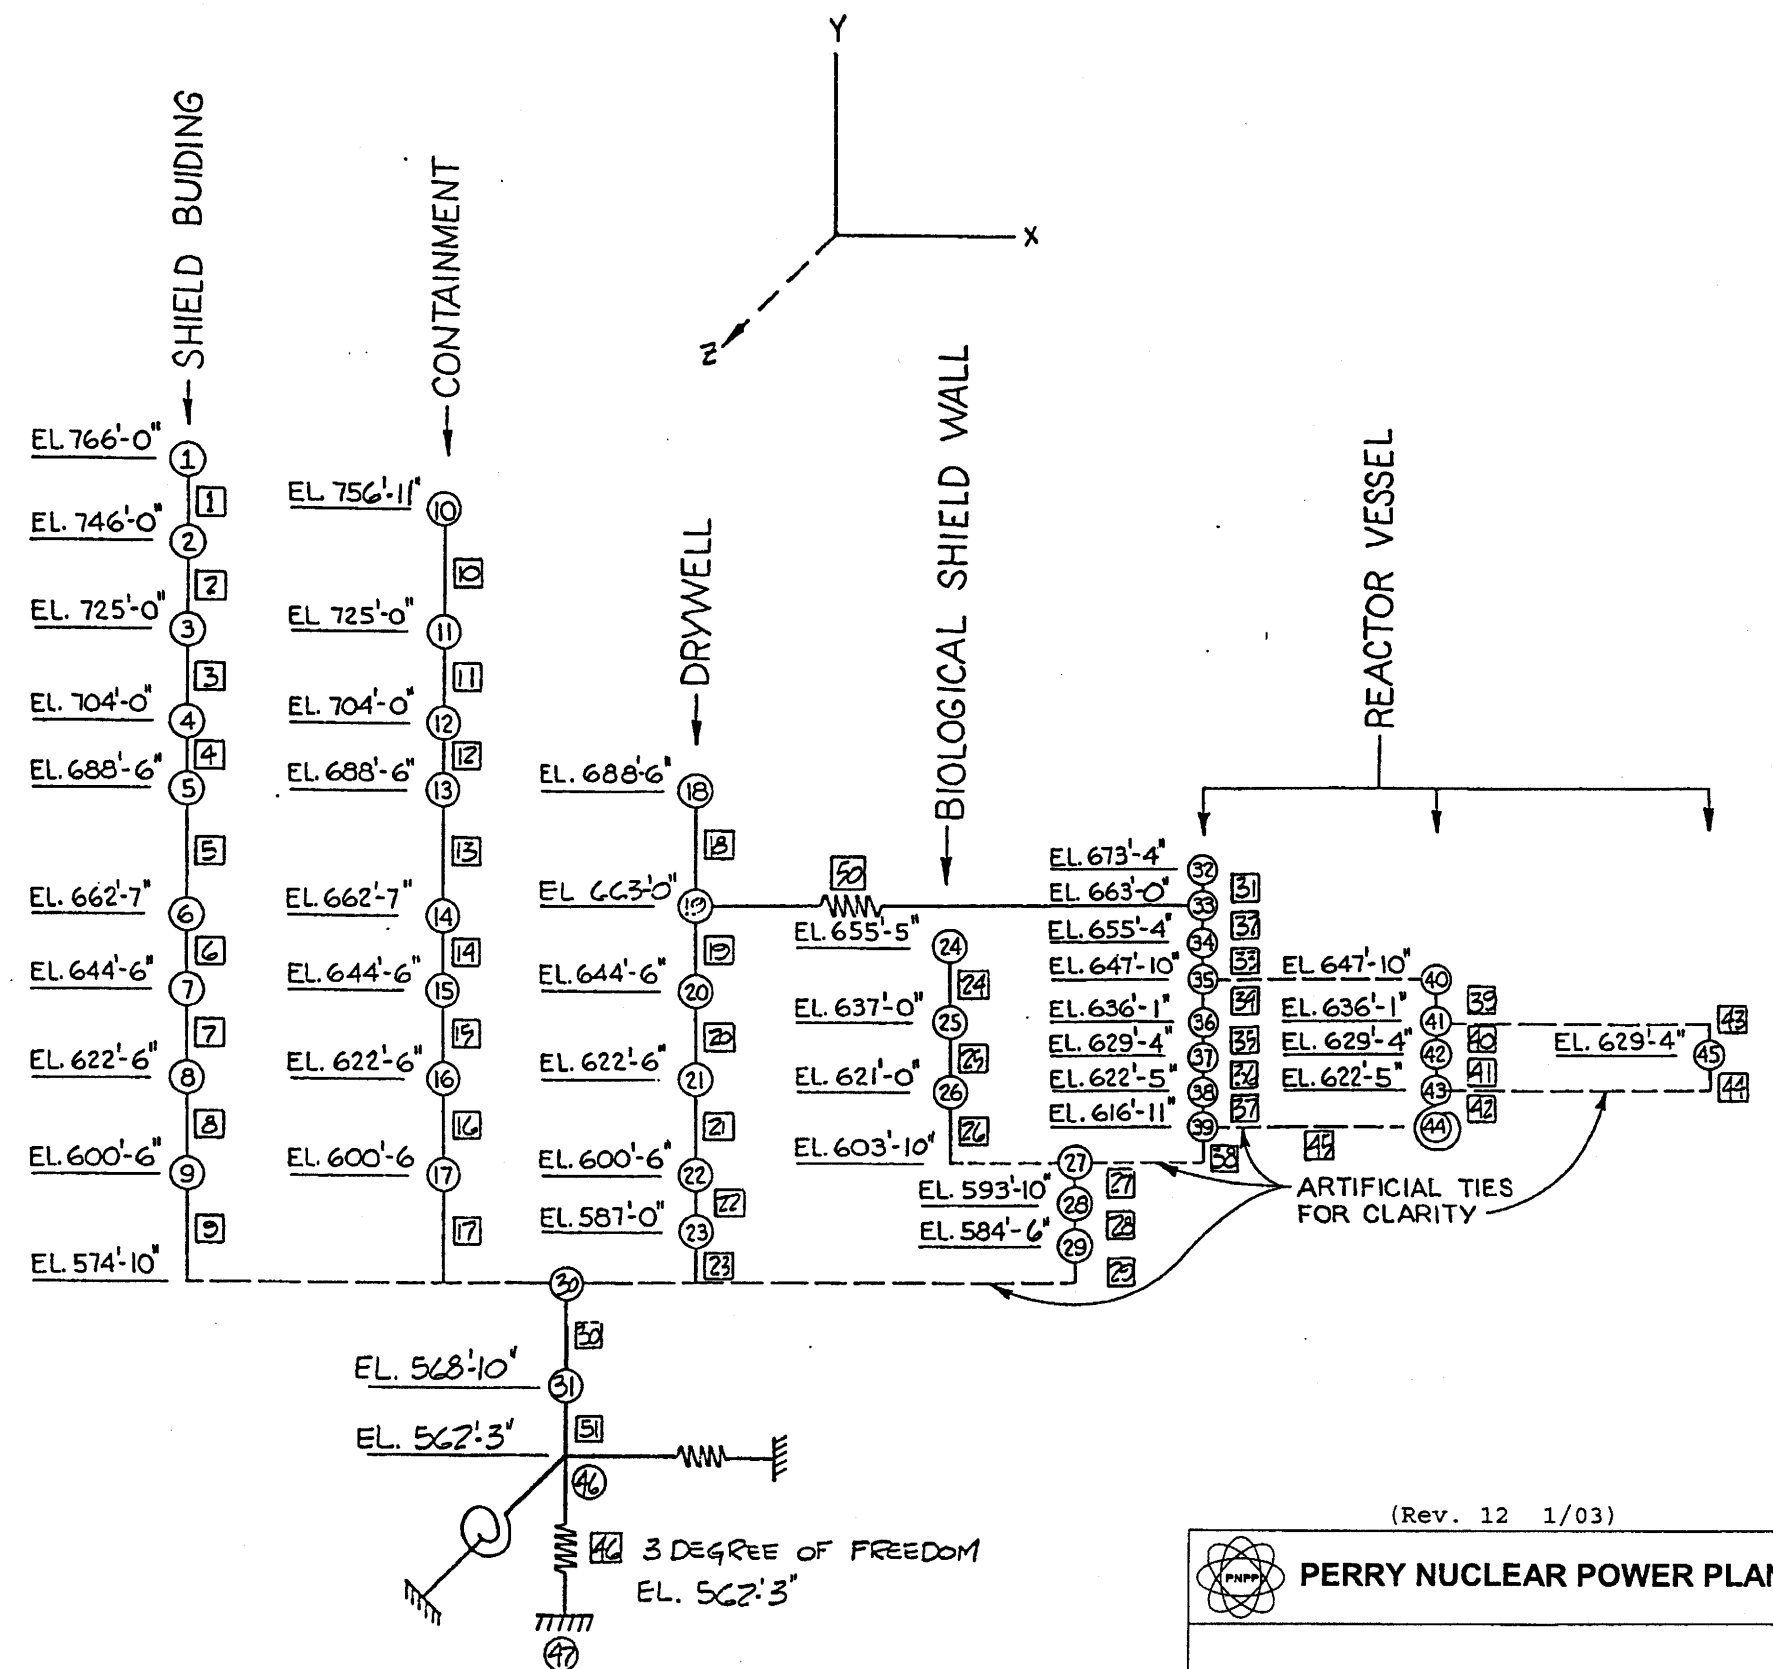 Y
X
Z
SHIELD BUIDING
CONTAINMENT
DRYWELL
BIOLOGICAL SHIELD WALL
REACTOR VESSEL
EL. 766'-0" 1
1
EL. 746'-0" 2
2
EL. 725'-0" 3
3
EL. 704'-0" 4
4
EL. 688'-6" 5
5
EL. 662'-7" 6
6
EL. 644'-6" 7
7
EL. 622'-6" 8
8
EL. 600'-6" 9
9
EL. 574'-10"
EL. 756'-11" 10
10
EL 725'-0" 11
11
EL. 704'-0" 12
12
EL. 688'-6" 13
13
EL. 662'-7" 14
14
EL. 644'-6" 15
15
EL. 622'-6" 16
16
EL. 600'-6 17
17
EL. 688'-6" 18
18
EL 663'-0" 19
19
EL. 644'-6" 20
20
EL. 622'-6" 21
21
EL. 600'-6" 22
22
EL. 587'-0" 23
23
50
EL. 655'-5" 24
24
EL. 637'-0" 25
25
EL. 621'-0" 26
26
EL. 603'-10" 27
27
EL. 593'-10" 28
28
EL. 584'-6" 29
29
EL. 673'-4" 32
31
EL. 663'-0" 33
EL. 655'-4" 34
33
EL. 647'-10" 35
34
EL. 636'-1" 36
35
EL. 629'-4" 37
36
EL. 622'-5" 38
37
EL. 616'-11" 39
38
EL. 647'-10" 40
39
EL. 636'-1" 41
40
EL. 629'-4" 42
41
EL. 622'-5" 43
42
44
45
43
EL. 629'-4" 45
44
ARTIFICIAL TIES
FOR CLARITY
30
30
EL. 568'-10" 31
51
EL. 562'-3"
46
46 3 DEGREE OF FREEDOM
EL. 562'-3"
47
(Rev. 12 1/03)
PNPP
PERRY NUCLEAR POWER PLAN